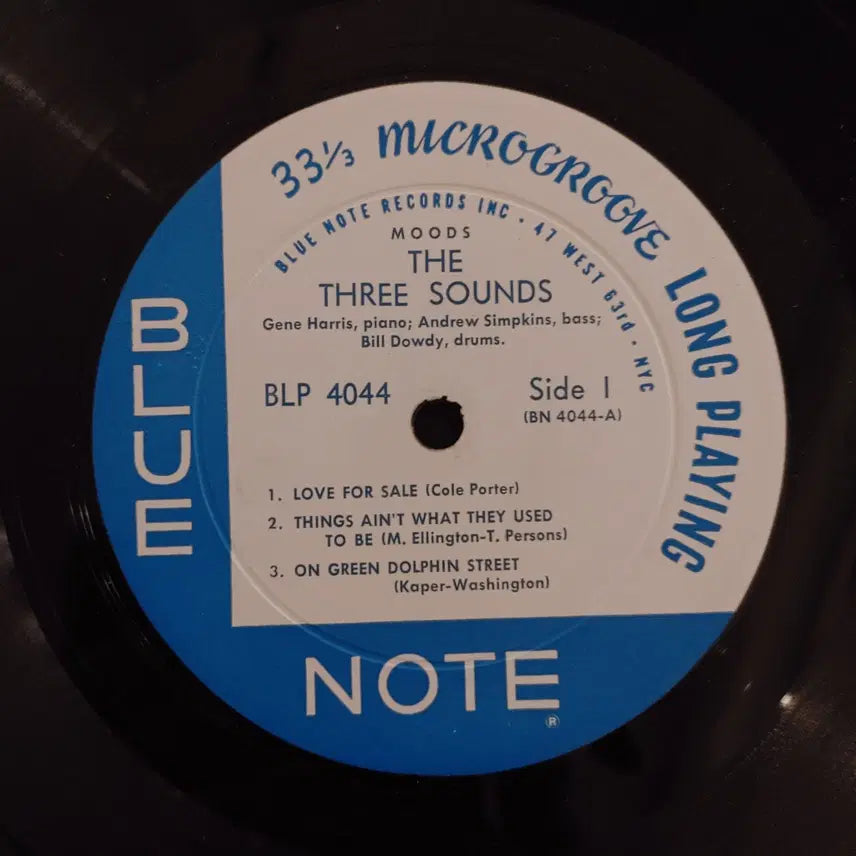 33⅓ MICROGROOVE LONG PLAYING
BLUE NOTE RECORDS INC · 47 WEST 63rd · NYC
MOODS
THE
THREE SOUNDS
Gene Harris, piano; Andrew Simpkins, bass;
Bill Dowdy, drums.
BLP 4044
Side 1
(BN 4044-A)
1. LOVE FOR SALE (Cole Porter)
2. THINGS AIN'T WHAT THEY USED
TO BE (M. Ellington-T. Persons)
3. ON GREEN DOLPHIN STREET
(Kaper-Washington)
BLUE
NOTE
®